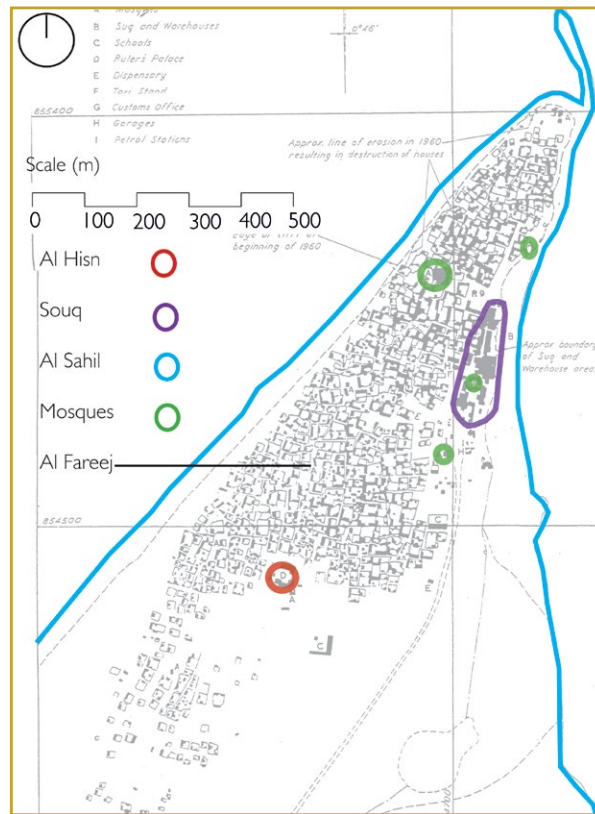 A Mosques
B Suq and Warehouses
C Schools
D Ruler's Palace
E Dispensary
F Taxi Stand
G Customs Office
H Garages
I Petrol Stations
0°46'
855400
Approx. line of erosion in 1960
resulting in destruction of houses
Scale (m)
0 100 200 300 400 500
beginning of 1960
Al Hisn
Souq
Al Sahil
Mosques
Al Fareej
B
Approx boundary
of Suq and
Warehouse area
A
H
854500
C
D
A
E
C
C